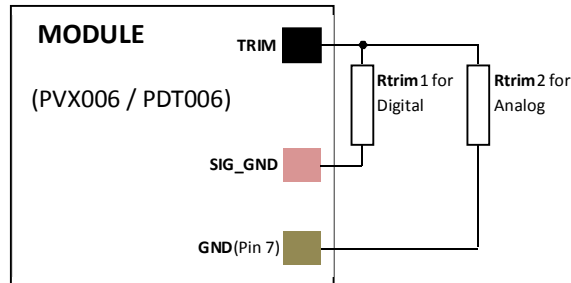 MODULE
(PVX006 / PDT006)
TRIM
Rtrim1 for
Digital
Rtrim2 for
Analog
SIG_GND
GND(Pin 7)